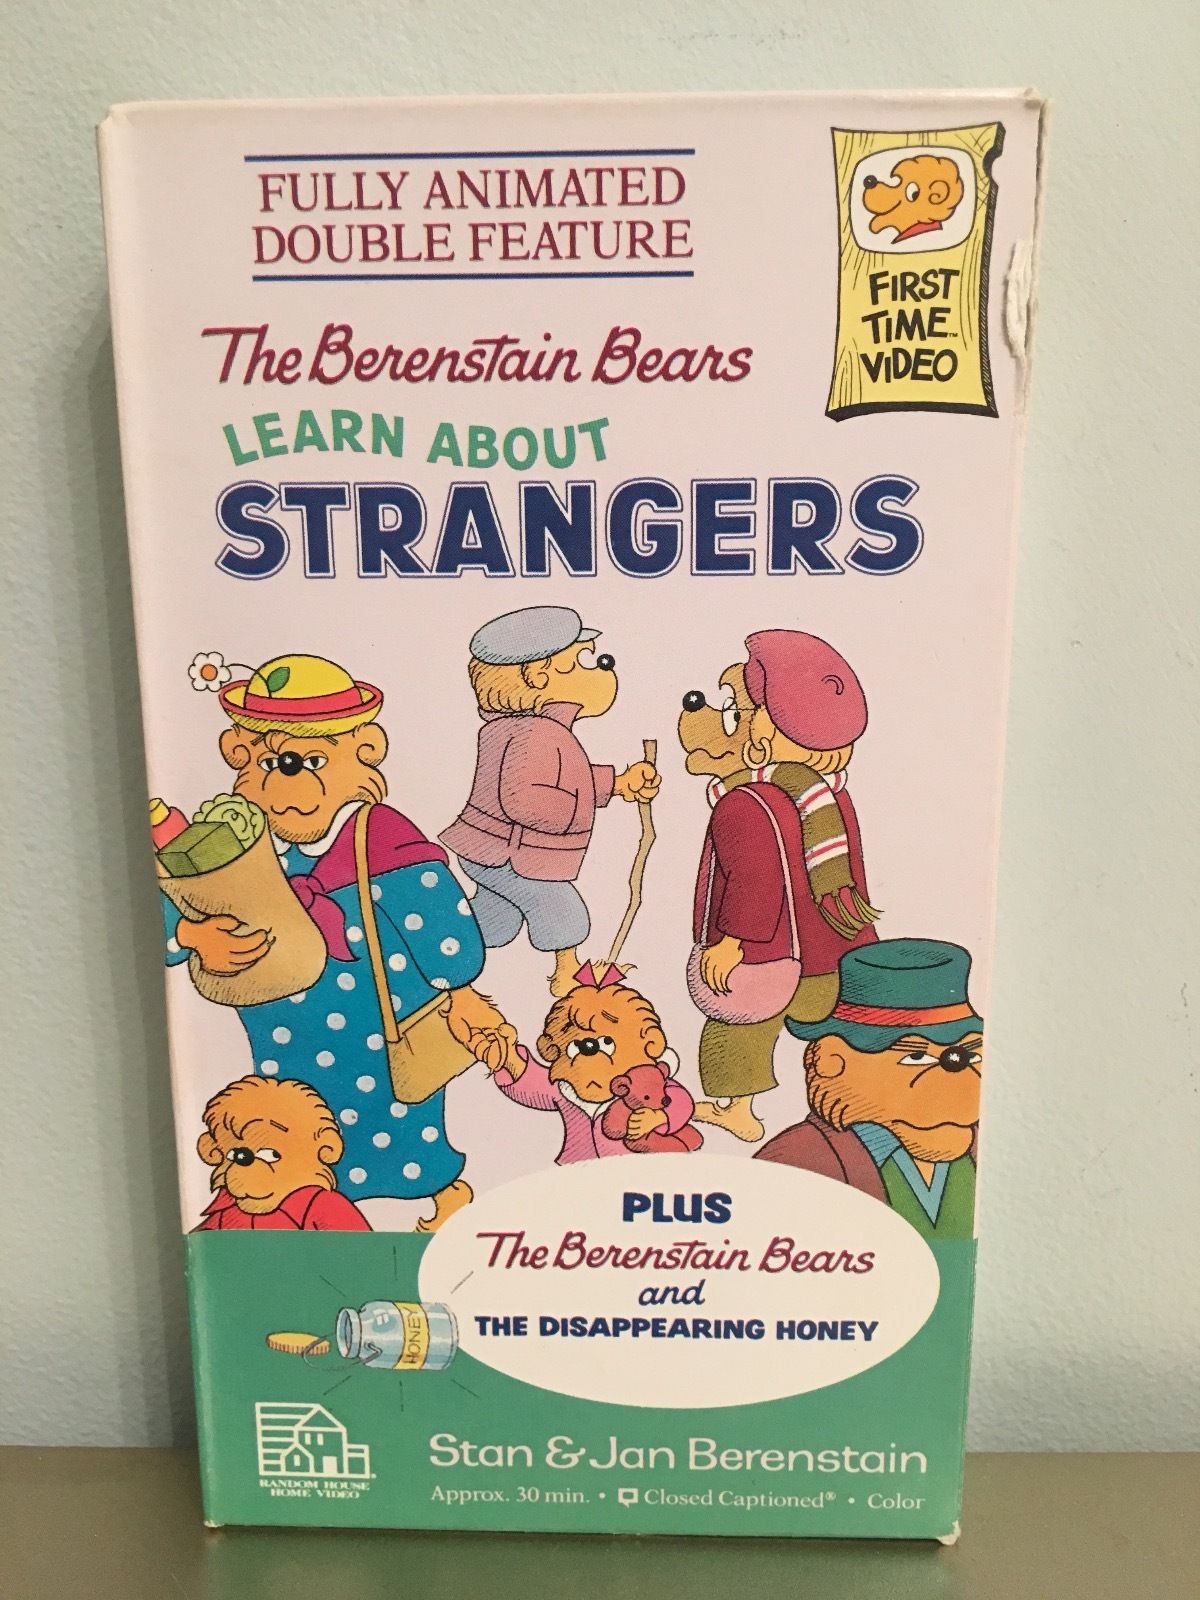 FULLY ANIMATED
DOUBLE FEATURE
FIRST
TIME™
VIDEO
The Berenstain Bears
LEARN ABOUT
STRANGERS
PLUS
The Berenstain Bears
and
THE DISAPPEARING HONEY
HONEY
RANDOM HOUSE
HOME VIDEO
Stan & Jan Berenstain
Approx. 30 min. • Closed Captioned® • Color